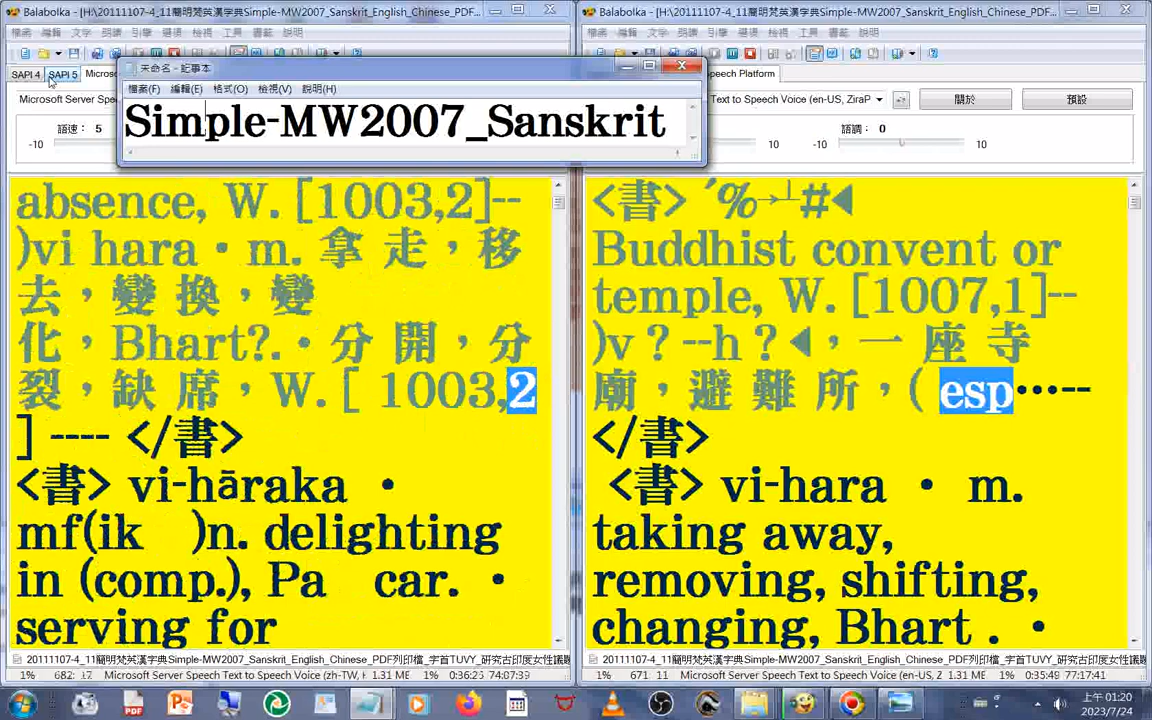 Balabolka - [H:\20111107-4_11簡明梵英漢字典Simple-MW2007_Sanskrit_English_Chinese_PDF...
Balabolka - [H:\20111107-4_11簡明梵英漢字典Simple-MW2007_Sanskrit_English_Chinese_PDF...
SAPI 4 SAPI 5 Micros
Speech Platform
未命名 - 記事本
檔案(F) 編輯(E) 格式(O) 檢視(V) 說明(H)
Simple-MW2007_Sanskrit
Microsoft Server Spe
Text to Speech Voice (en-US, ZiraP
關於
預設
語速： 5
-10
10
語調： 0
-10
10
absence, W. [1003,2]--
)vi hara·m. 拿走，移
去，變換，變
化，Bhart?.·分開，分
裂，缺席，W. [ 1003,2
] ---- </書>
<書> vi-hāraka ·
mf(ik )n. delighting
in (comp.), Pa car. ·
serving for
<書> ˊ%→┴#◀
Buddhist convent or
temple, W. [1007,1]--
)v？--h？◀，一座寺
廟，避難所，( esp…--
</書>
<書> vi-hara · m.
taking away,
removing, shifting,
changing, Bhart . ·
20111107-4_11簡明梵英漢字典Simple-MW2007_Sanskrit_English_Chinese_PDF列印檔_字首TUVY_研究古印度女性議題
20111107-4_11簡明梵英漢字典Simple-MW2007_Sanskrit_English_Chinese_PDF列印檔_字首TUVY_研究古印度女性議題
1% 682: 17 Microsoft Server Speech Text to Speech Voice (zh-TW, H 1.31 MB 1% 0:36:25 74:07:39
1% 671: 11 Microsoft Server Speech Text to Speech Voice (en-US, Z 1.31 MB 1% 0:35:49 77:17:41
上午 01:20
2023/7/24